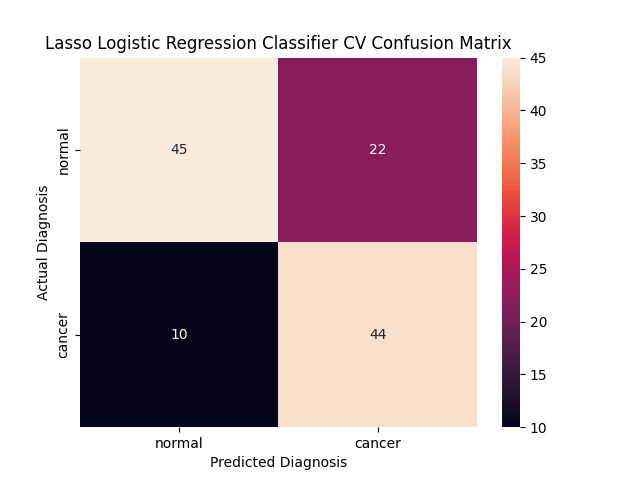 Lasso Logistic Regression Classifier CV Confusion Matrix
Actual Diagnosis
normal
cancer
45
22
10
44
normal
cancer
Predicted Diagnosis
45
40
35
30
25
20
15
10